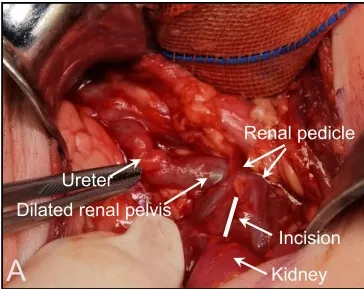 Renal pedicle
Ureter
Dilated renal pelvis
Incision
Kidney
A